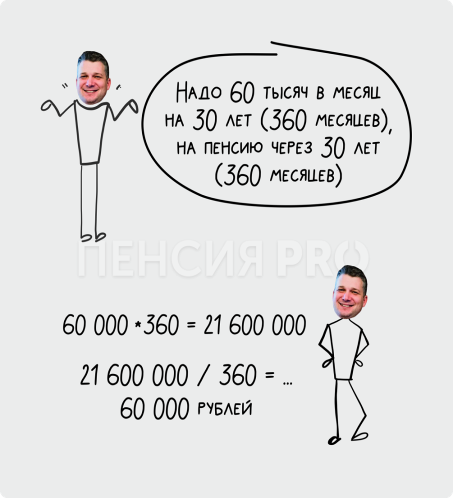 Надо 60 тысяч в месяц
на 30 лет (360 месяцев),
на пенсию через 30 лет
(360 месяцев)
ПЕНСИЯ PRO
60 000 *360 = 21 600 000
21 600 000 / 360 = ...
60 000 рублей